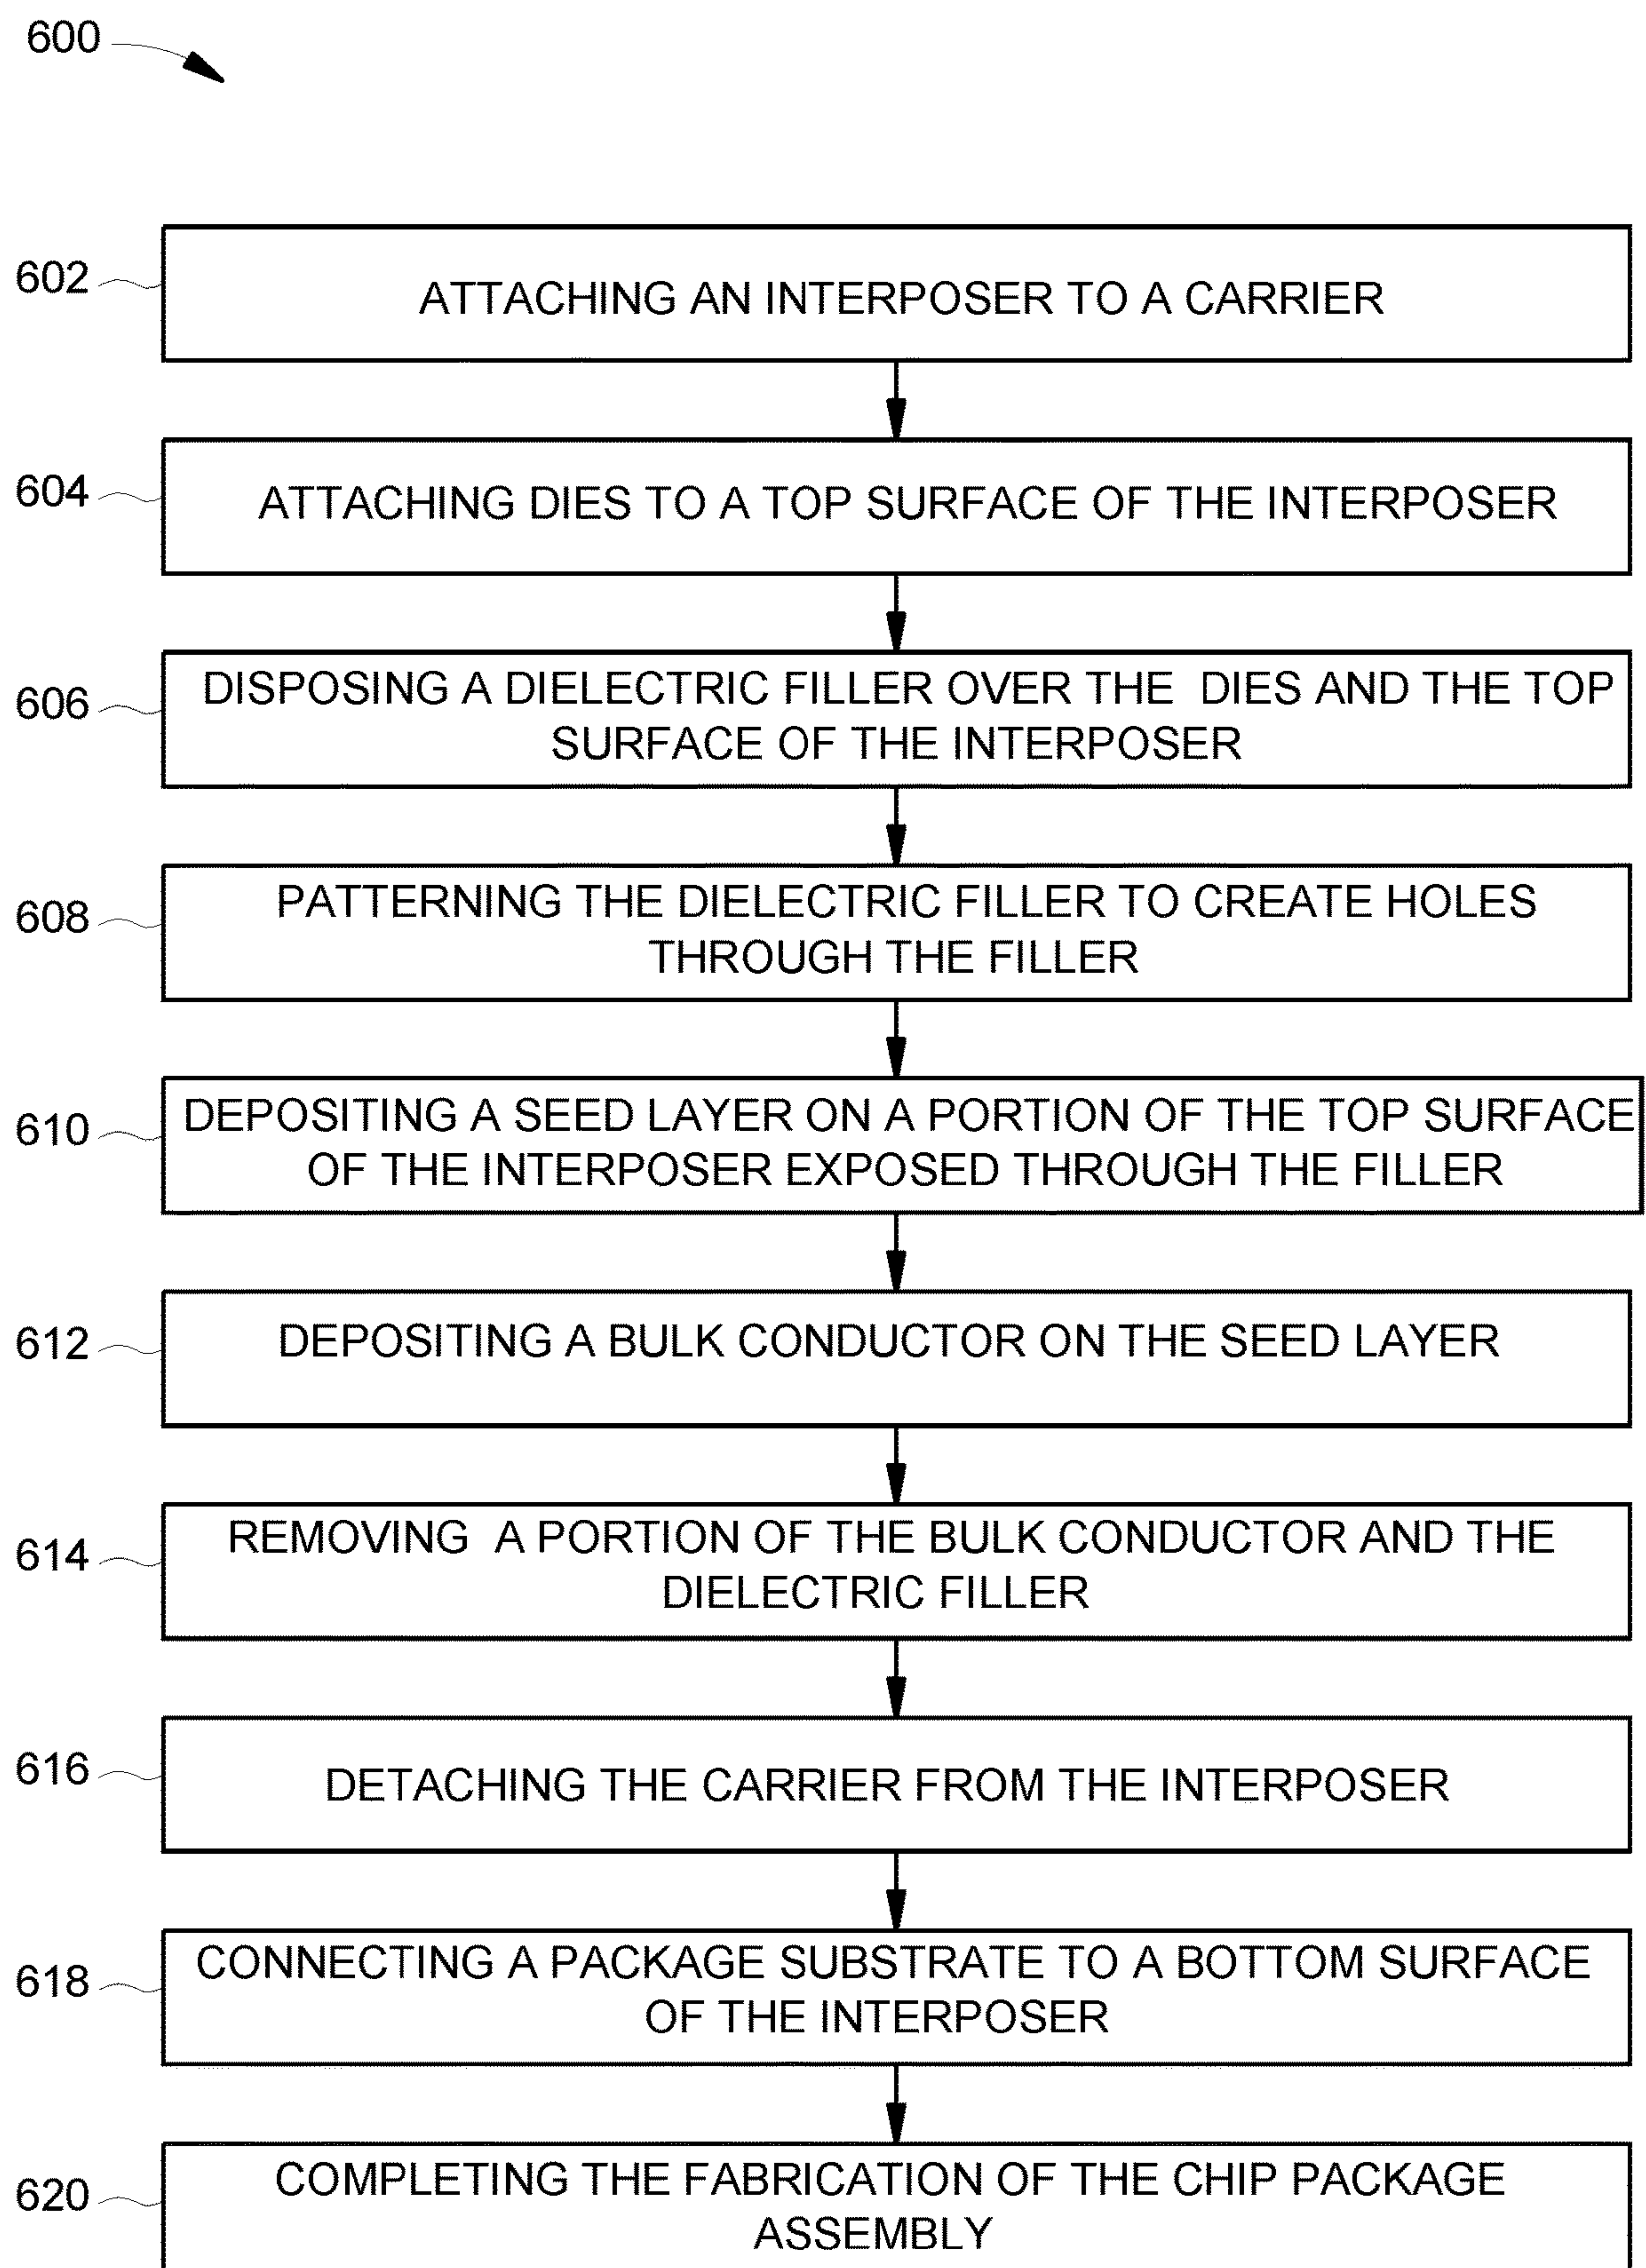 600
602
ATTACHING AN INTERPOSER TO A CARRIER
604
ATTACHING DIES TO A TOP SURFACE OF THE INTERPOSER
606
DISPOSING A DIELECTRIC FILLER OVER THE DIES AND THE TOP
SURFACE OF THE INTERPOSER
608
PATTERNING THE DIELECTRIC FILLER TO CREATE HOLES
THROUGH THE FILLER
610
DEPOSITING A SEED LAYER ON A PORTION OF THE TOP SURFACE
OF THE INTERPOSER EXPOSED THROUGH THE FILLER
612
DEPOSITING A BULK CONDUCTOR ON THE SEED LAYER
614
REMOVING A PORTION OF THE BULK CONDUCTOR AND THE
DIELECTRIC FILLER
616
DETACHING THE CARRIER FROM THE INTERPOSER
618
CONNECTING A PACKAGE SUBSTRATE TO A BOTTOM SURFACE
OF THE INTERPOSER
620
COMPLETING THE FABRICATION OF THE CHIP PACKAGE
ASSEMBLY